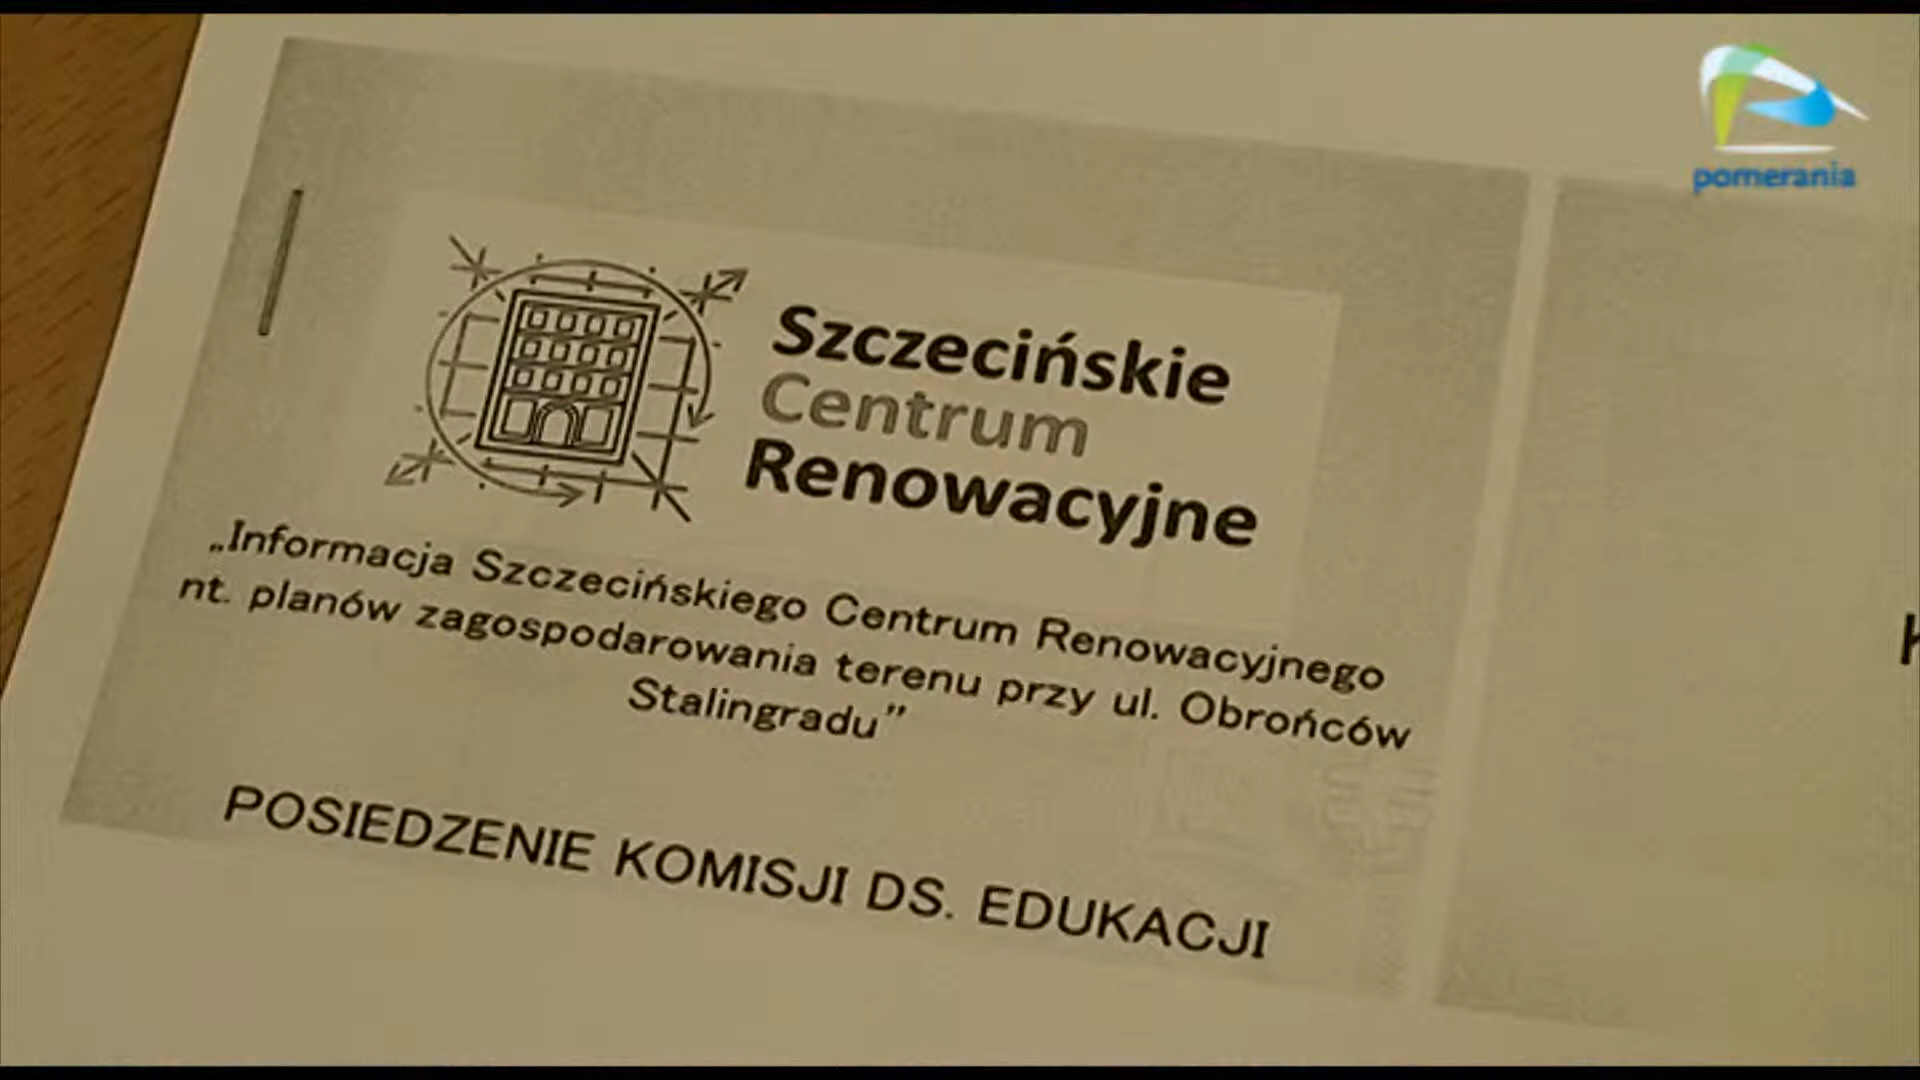 pomerania
Szczecińskie
Centrum
Renowacyjne
„Informacja Szczecińskiego Centrum Renowacyjnego
nt. planów zagospodarowania terenu przy ul. Obrońców
Stalingradu”
POSIEDZENIE KOMISJI DS. EDUKACJI